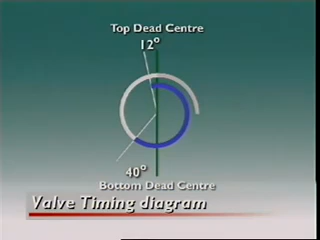 Top Dead Centre
12°
40°
Bottom Dead Centre
Valve Timing diagram